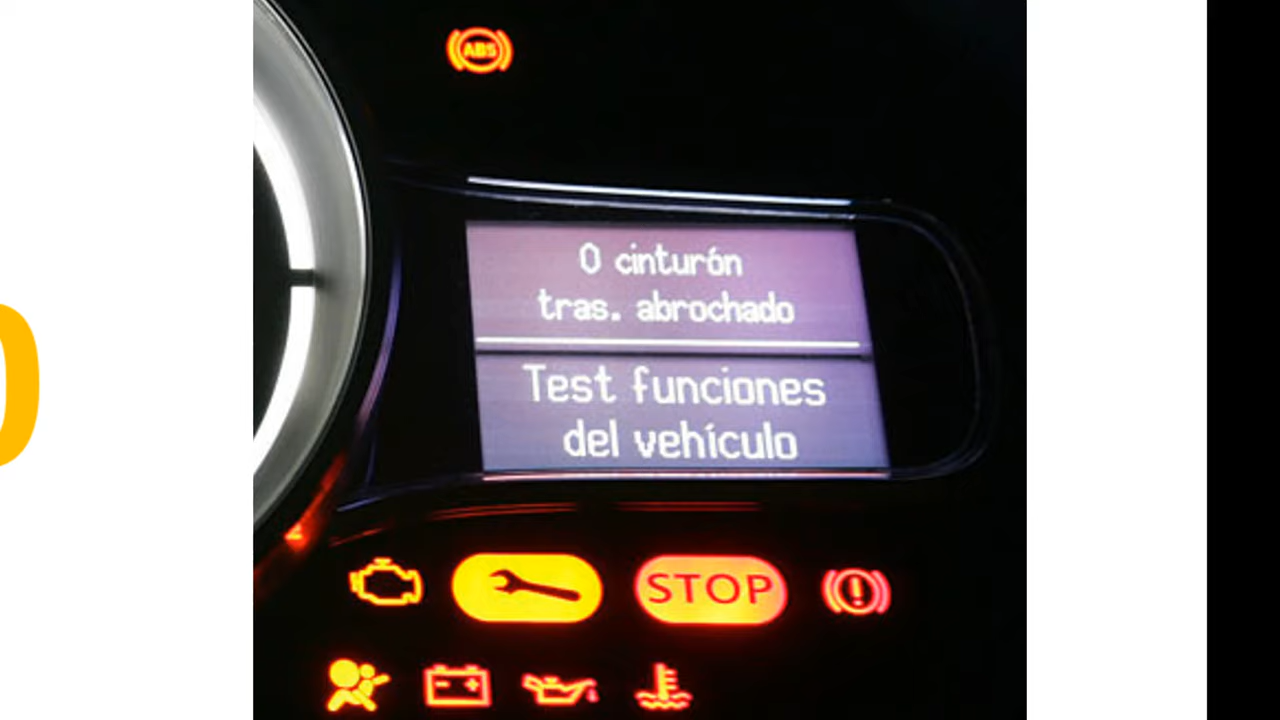 ABS
0 cinturón
tras. abrochado
Test funciones
del vehículo
STOP